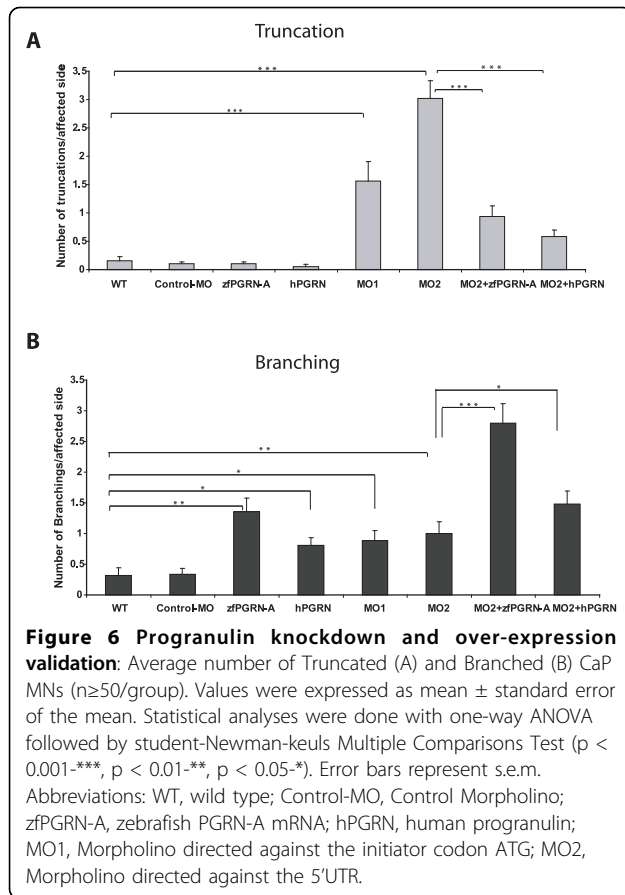 A
Truncation
Number of truncations/affected side
3.5
3
2.5
2
1.5
1
0.5
0
***
***
***
***
WT Control-MO zfPGRN-A hPGRN MO1 MO2 MO2+zfPGRN-A MO2+hPGRN
B
Branching
Number of Branchings/affected side
3.5
3
2.5
2
1.5
1
0.5
0
*
***
**
*
*
**
WT Control-MO zfPGRN-A hPGRN MO1 MO2 MO2+zfPGRN-A MO2+hPGRN
Figure 6 Progranulin knockdown and over-expression
validation: Average number of Truncated (A) and Branched (B) CaP
MNs (n≥50/group). Values were expressed as mean ± standard error
of the mean. Statistical analyses were done with one-way ANOVA
followed by student-Newman-keuls Multiple Comparisons Test (p <
0.001-***, p < 0.01-**, p < 0.05-*). Error bars represent s.e.m.
Abbreviations: WT, wild type; Control-MO, Control Morpholino;
zfPGRN-A, zebrafish PGRN-A mRNA; hPGRN, human progranulin;
MO1, Morpholino directed against the initiator codon ATG; MO2,
Morpholino directed against the 5'UTR.